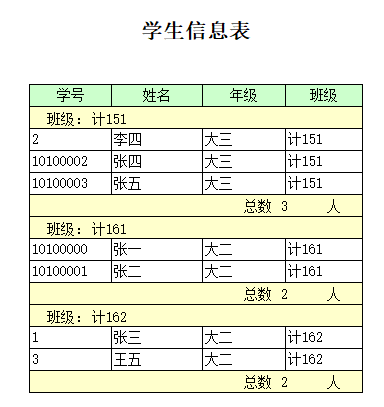 学生信息表
学号 姓名 年级 班级
班级: 计151
2 李四 大三 计151
10100002 张四 大三 计151
10100003 张五 大三 计151
总数 3 人
班级: 计161
10100000 张一 大二 计161
10100001 张二 大二 计161
总数 2 人
班级: 计162
1 张三 大二 计162
3 王五 大二 计162
总数 2 人